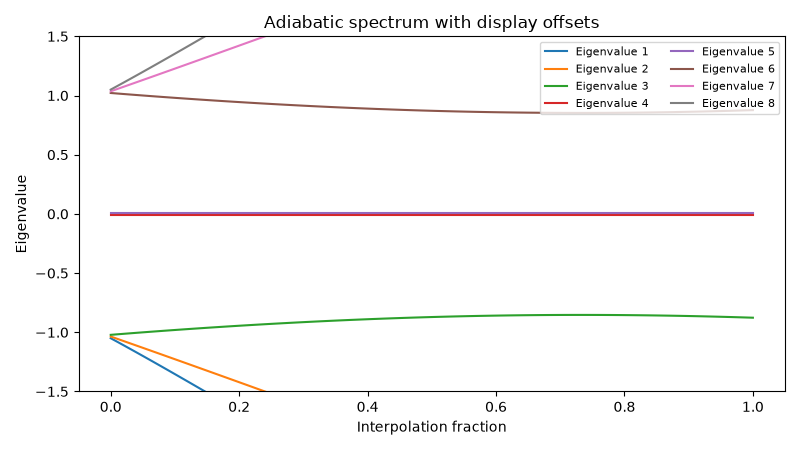 Adiabatic spectrum with display offsets
Eigenvalue
1.5
1.0
0.5
0.0
−0.5
−1.0
−1.5
Eigenvalue 1
Eigenvalue 2
Eigenvalue 3
Eigenvalue 4
Eigenvalue 5
Eigenvalue 6
Eigenvalue 7
Eigenvalue 8
0.0 0.2 0.4 0.6 0.8 1.0
Interpolation fraction